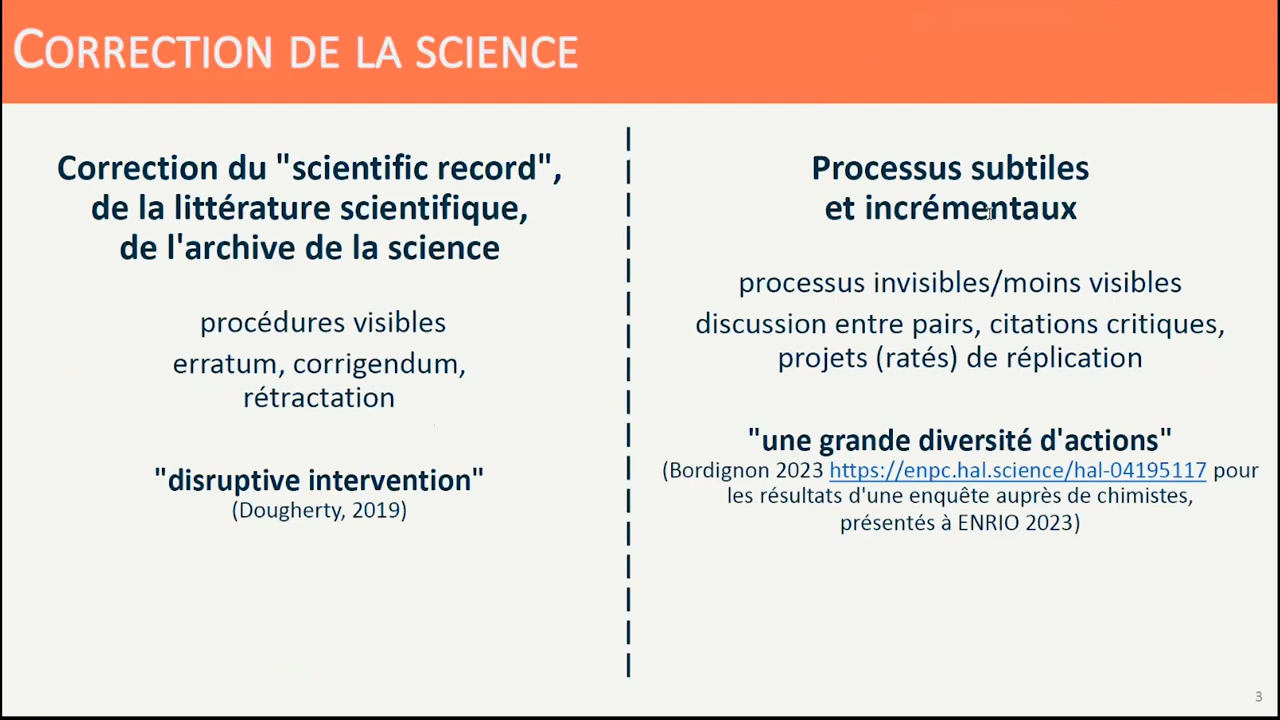 CORRECTION DE LA SCIENCE
Correction du "scientific record",
de la littérature scientifique,
de l'archive de la science
procédures visibles
erratum, corrigendum,
rétractation
"disruptive intervention"
(Dougherty, 2019)
Processus subtiles
et incrémentaux
processus invisibles/moins visibles
discussion entre pairs, citations critiques,
projets (ratés) de réplication
"une grande diversité d'actions"
(Bordignon 2023 https://enpc.hal.science/hal-04195117 pour
les résultats d'une enquête auprès de chimistes,
présentés à ENRIO 2023)
3